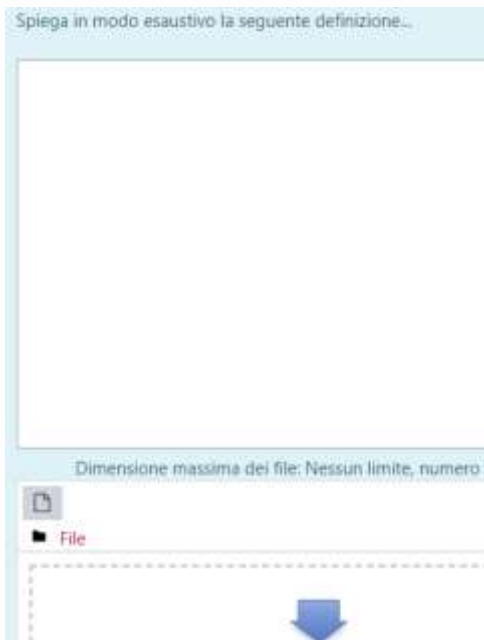 Spiega in modo esaustivo la seguente definizione...
Dimensione massima dei file: Nessun limite, numero
File